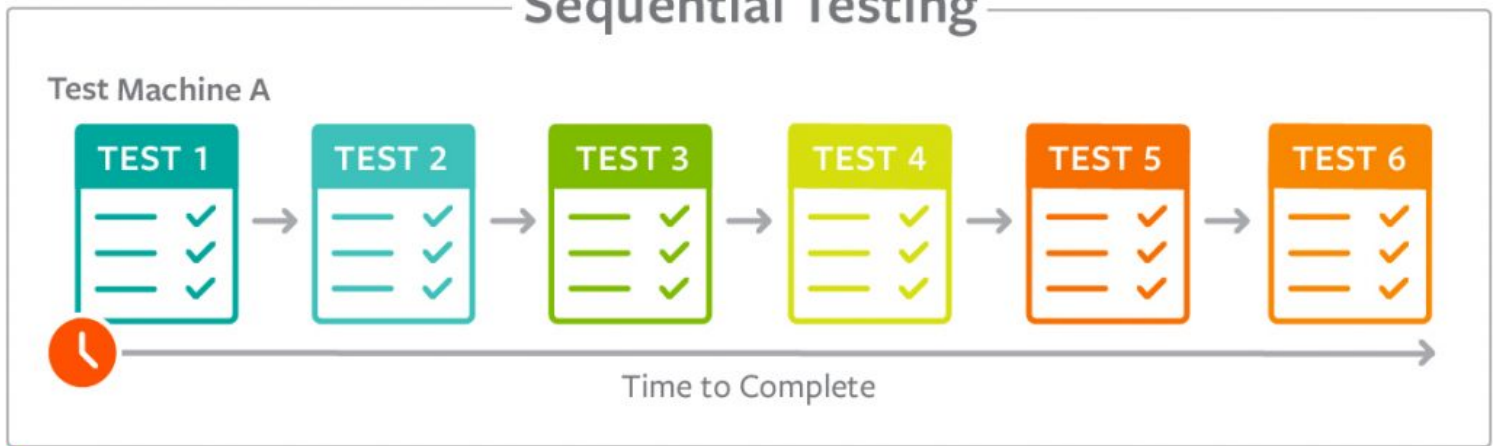 Sequential Testing
Test Machine A
TEST 1
TEST 2
TEST 3
TEST 4
TEST 5
TEST 6
Time to Complete